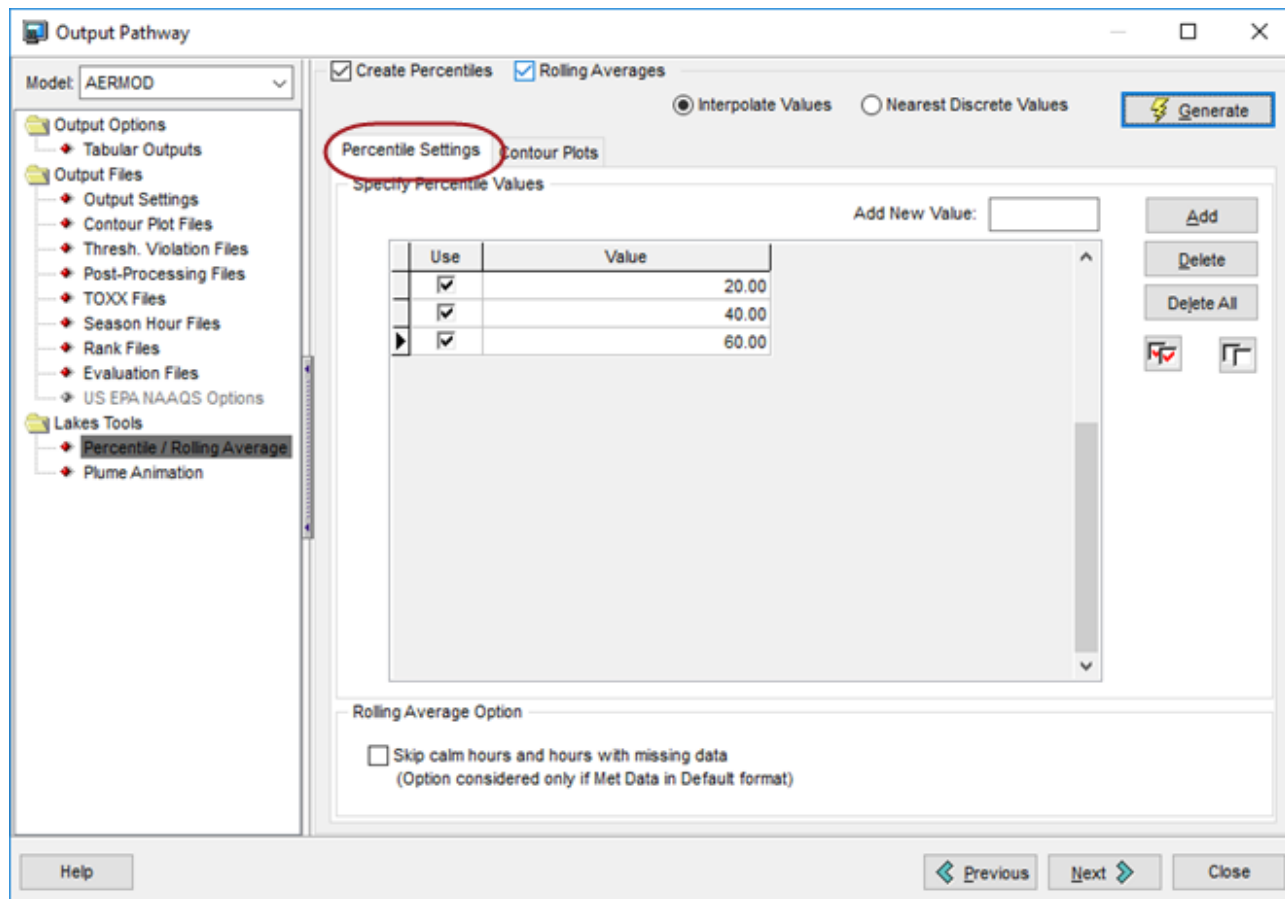 Output Pathway
Model: AERMOD
Output Options
Tabular Outputs
Output Files
Output Settings
Contour Plot Files
Thresh. Violation Files
Post-Processing Files
TOXX Files
Season Hour Files
Rank Files
Evaluation Files
US EPA NAAQS Options
Lakes Tools
Percentile / Rolling Average
Plume Animation
Create Percentiles Rolling Averages
Interpolate Values Nearest Discrete Values
Generate
Percentile Settings Contour Plots
Specify Percentile Values
Add New Value:
Add
Delete
Delete All
Use Value
20.00
40.00
60.00
Rolling Average Option
Skip calm hours and hours with missing data
(Option considered only if Met Data in Default format)
Help
Previous Next Close